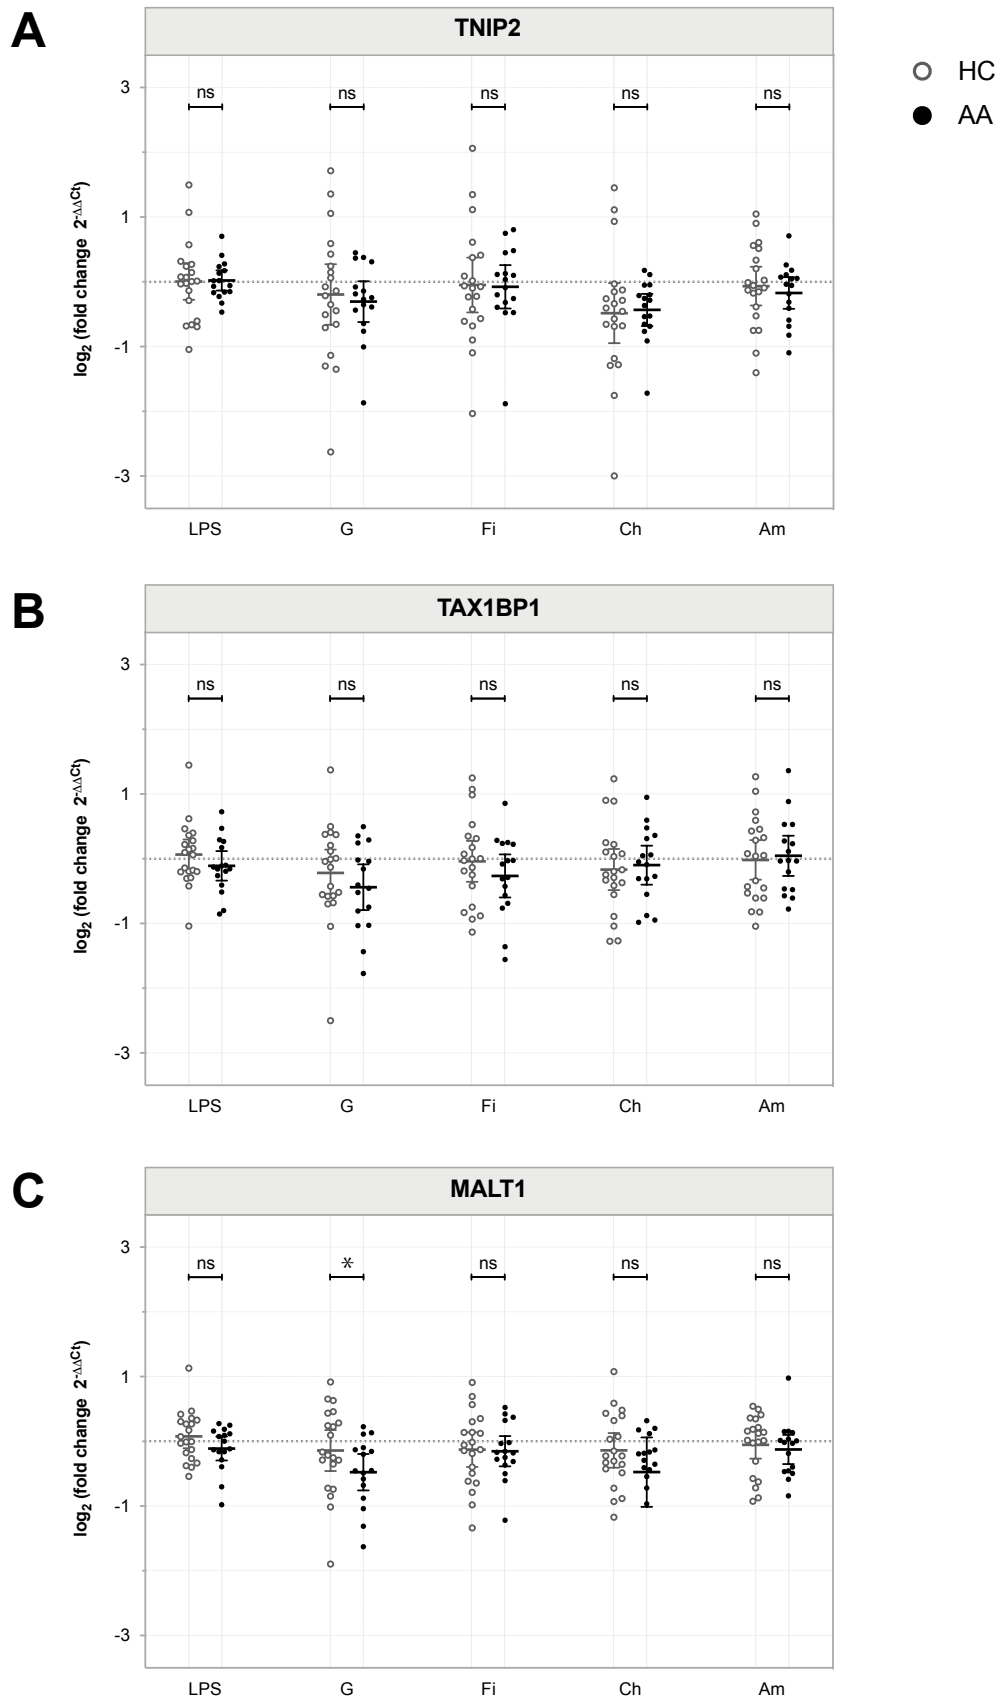 A
TNIP2
HC
AA
3
1
-1
-3
log2 (fold change 2-ΔΔCt)
ns ns ns ns ns
LPS G Fi Ch Am
B
TAX1BP1
3
1
-1
-3
log2 (fold change 2-ΔΔCt)
ns ns ns ns ns
LPS G Fi Ch Am
C
MALT1
3
1
-1
-3
log2 (fold change 2-ΔΔCt)
ns * ns ns ns
LPS G Fi Ch Am